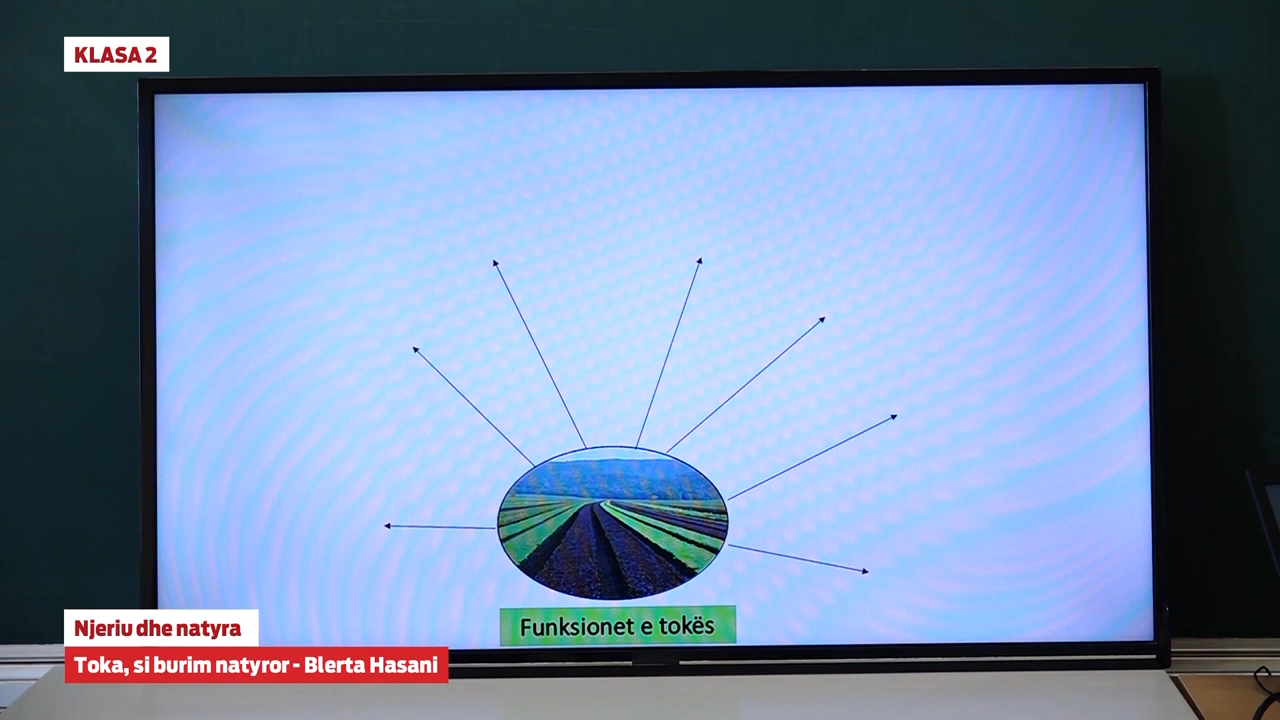 KLASA 2
Funksionet e tokës
Njeriu dhe natyra
Toka, si burim natyror - Blerta Hasani